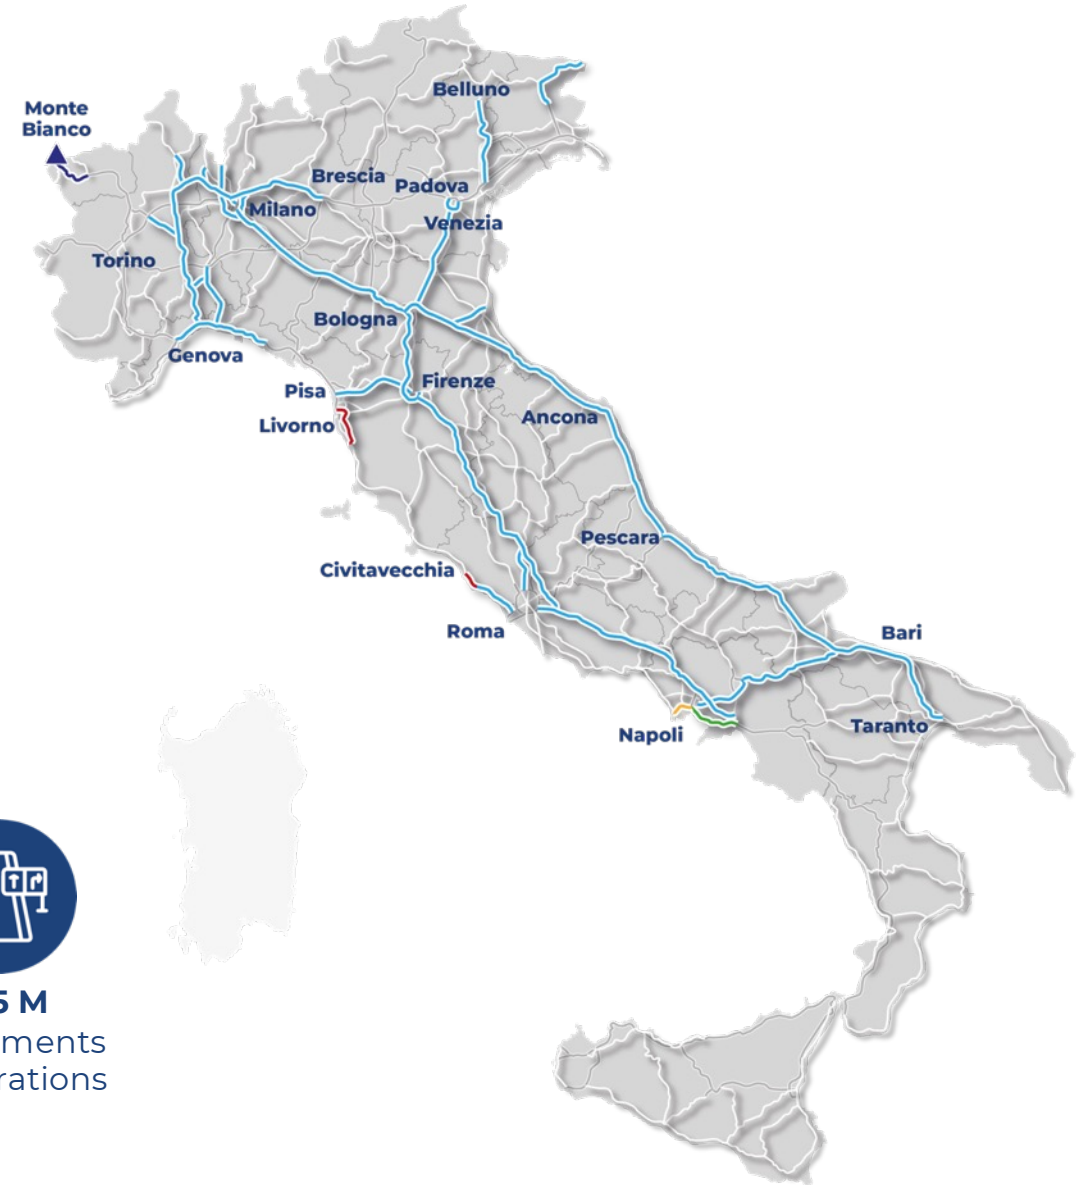 Belluno
Monte
Bianco
Brescia
Padova
Milano
Venezia
Torino
Bologna
Genova
Firenze
Pisa
Ancona
Livorno
Pescara
Civitavecchia
Roma
Bari
Taranto
Napoli
5 M
ments
rations